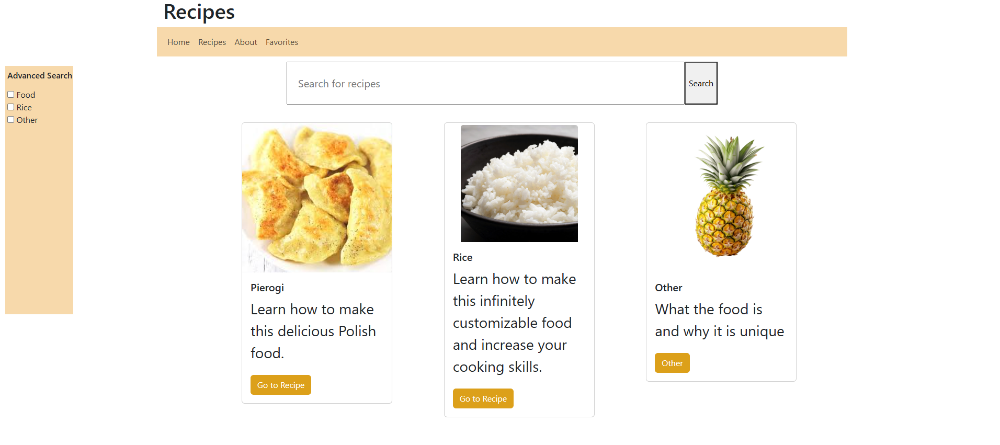 Recipes
Home Recipes About Favorites
Search for recipes
Search
Advanced Search
Food
Rice
Other
Pierogi
Learn how to make
this delicious Polish
food.
Go to Recipe
Rice
Learn how to make
this infinitely
customizable food
and increase your
cooking skills.
Go to Recipe
Other
What the food is
and why it is unique
Other